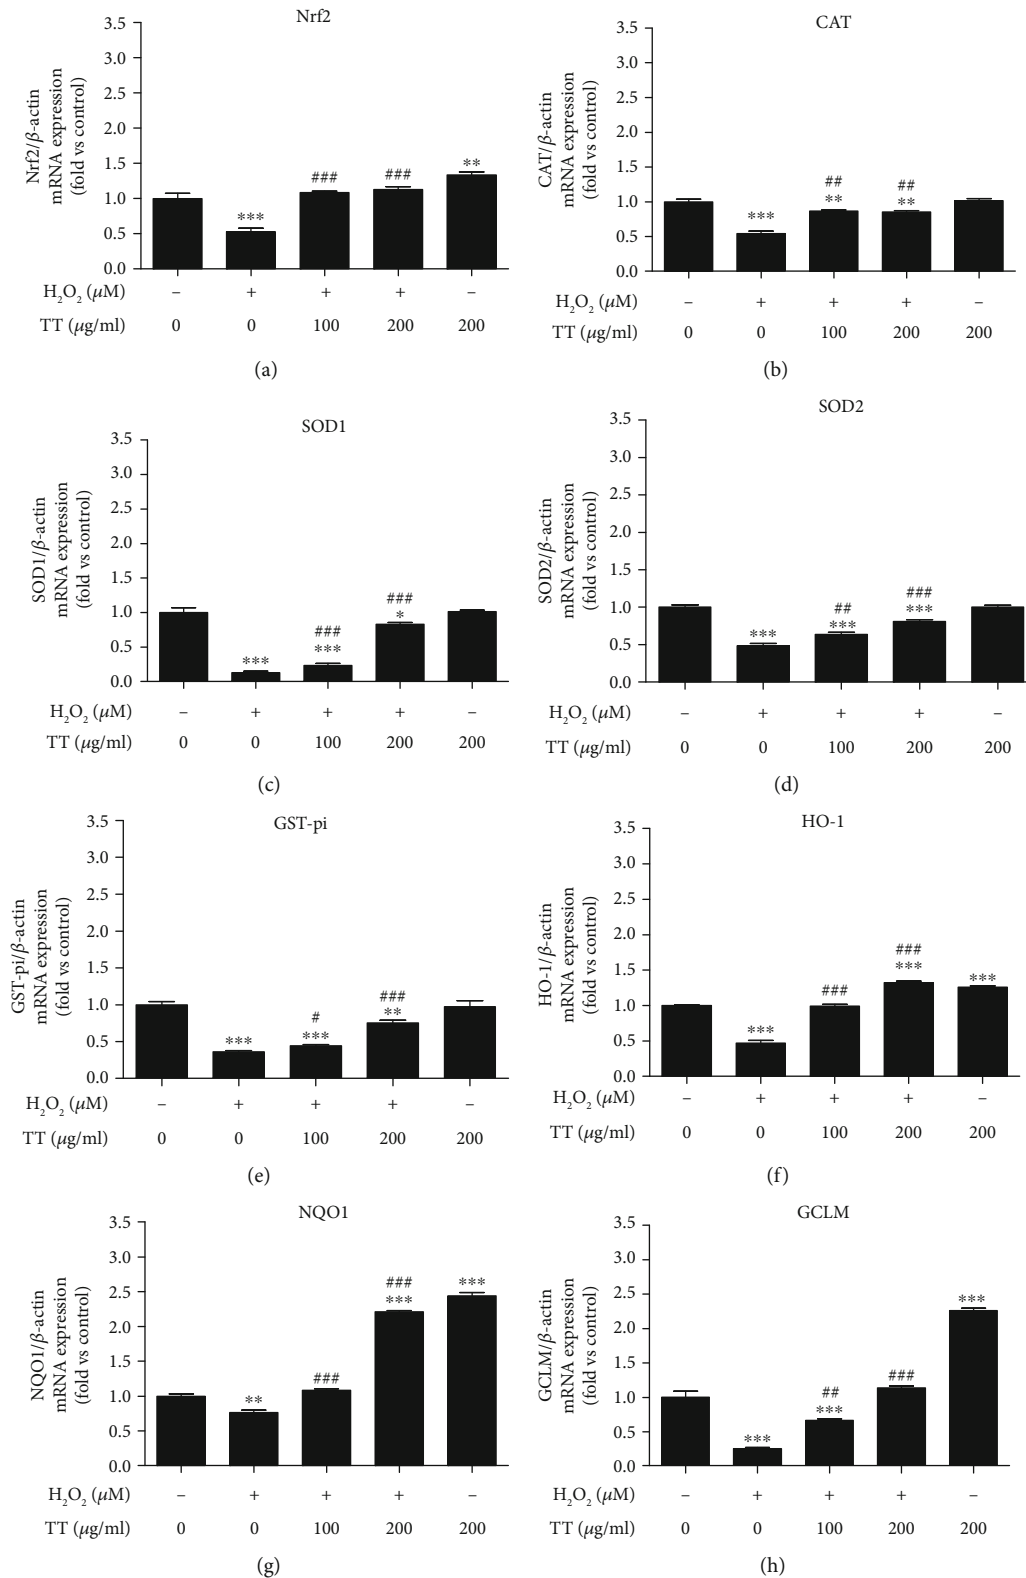 Nrf2
Nrf2/β-actin
mRNA expression
(fold vs control)
3.5
3.0
2.5
2.0
1.5
1.0
0.5
0.0
*** ### ### **
H₂O₂ (μM) – + + + –
TT (μg/ml) 0 0 100 200 200
(a)
CAT
CAT/β-actin
mRNA expression
(fold vs control)
3.5
3.0
2.5
2.0
1.5
1.0
0.5
0.0
## ##
*** ** **
H₂O₂ (μM) – + + + –
TT (μg/ml) 0 0 100 200 200
(b)
SOD1
SOD1/β-actin
mRNA expression
(fold vs control)
3.5
3.0
2.5
2.0
1.5
1.0
0.5
0.0
### ###
*** *** *
H₂O₂ (μM) – + + + –
TT (μg/ml) 0 0 100 200 200
(c)
SOD2
SOD2/β-actin
mRNA expression
(fold vs control)
3.5
3.0
2.5
2.0
1.5
1.0
0.5
0.0
## ###
*** *** ***
H₂O₂ (μM) – + + + –
TT (μg/ml) 0 0 100 200 200
(d)
GST-pi
GST-pi/β-actin
mRNA expression
(fold vs control)
3.5
3.0
2.5
2.0
1.5
1.0
0.5
0.0
# ###
*** *** **
H₂O₂ (μM) – + + + –
TT (μg/ml) 0 0 100 200 200
(e)
HO-1
HO-1/β-actin
mRNA expression
(fold vs control)
3.5
3.0
2.5
2.0
1.5
1.0
0.5
0.0
### ###
*** *** ***
H₂O₂ (μM) – + + + –
TT (μg/ml) 0 0 100 200 200
(f)
NQO1
NQO1/β-actin
mRNA expression
(fold vs control)
3.5
3.0
2.5
2.0
1.5
1.0
0.5
0.0
### ###
** *** ***
H₂O₂ (μM) – + + + –
TT (μg/ml) 0 0 100 200 200
(g)
GCLM
GCLM/β-actin
mRNA expression
(fold vs control)
3.5
3.0
2.5
2.0
1.5
1.0
0.5
0.0
## ###
*** *** ***
H₂O₂ (μM) – + + + –
TT (μg/ml) 0 0 100 200 200
(h)